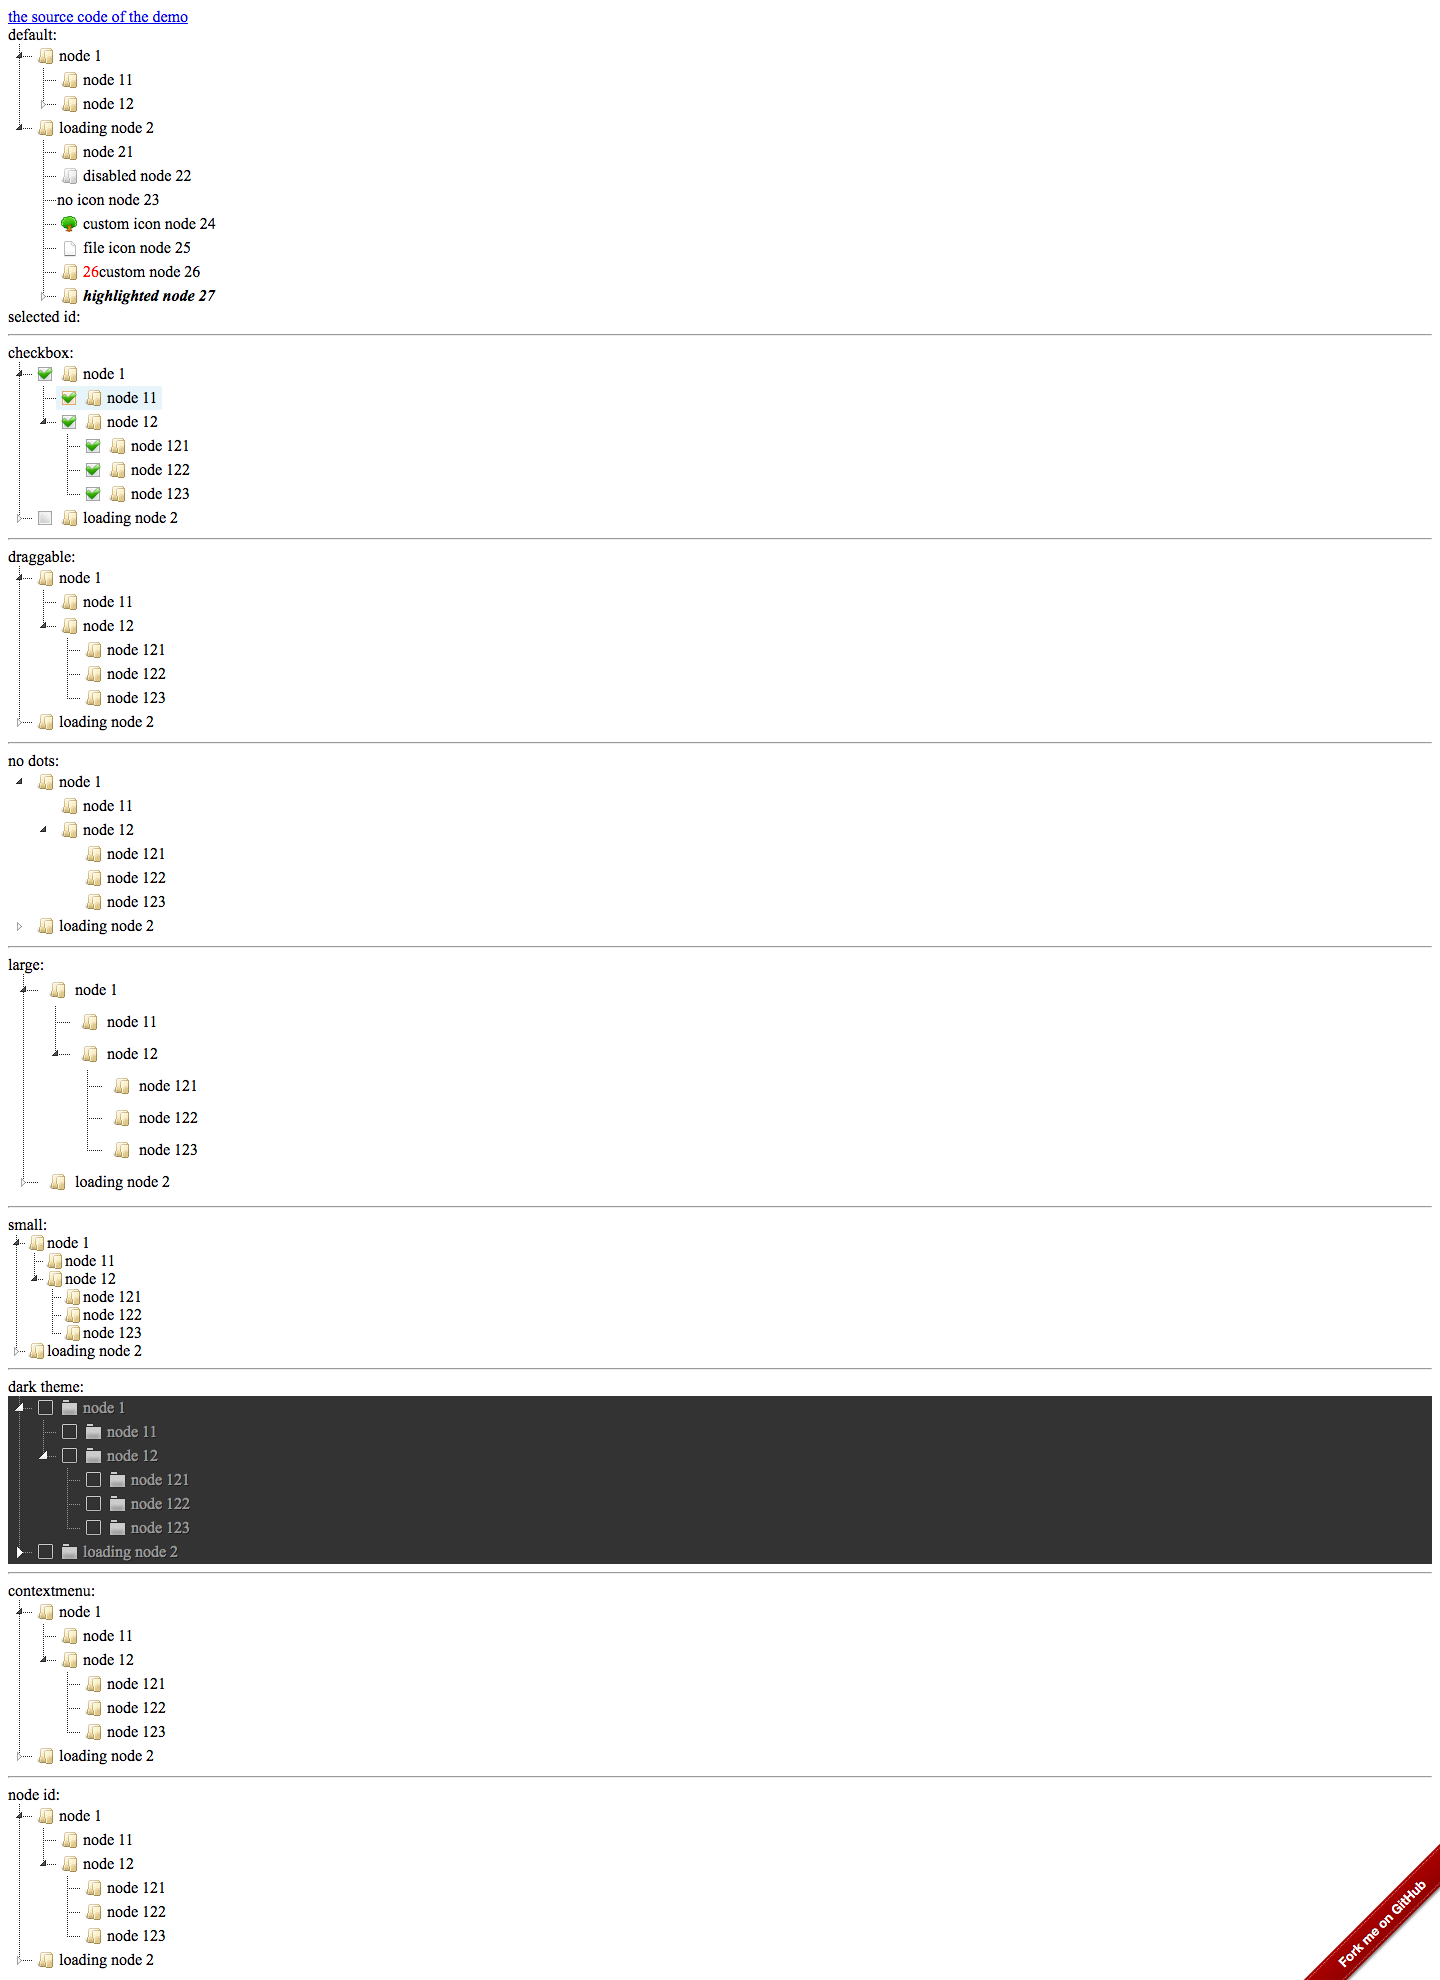 the source code of the demo
default:
node 1
node 11
node 12
loading node 2
node 21
disabled node 22
no icon node 23
custom icon node 24
file icon node 25
26custom node 26
highlighted node 27
selected id:
checkbox:
node 1
node 11
node 12
node 121
node 122
node 123
loading node 2
draggable:
node 1
node 11
node 12
node 121
node 122
node 123
loading node 2
no dots:
node 1
node 11
node 12
node 121
node 122
node 123
loading node 2
large:
node 1
node 11
node 12
node 121
node 122
node 123
loading node 2
small:
node 1
node 11
node 12
node 121
node 122
node 123
loading node 2
dark theme:
node 1
node 11
node 12
node 121
node 122
node 123
loading node 2
contextmenu:
node 1
node 11
node 12
node 121
node 122
node 123
loading node 2
node id:
node 1
node 11
node 12
node 121
node 122
node 123
loading node 2
Fork me on GitHub